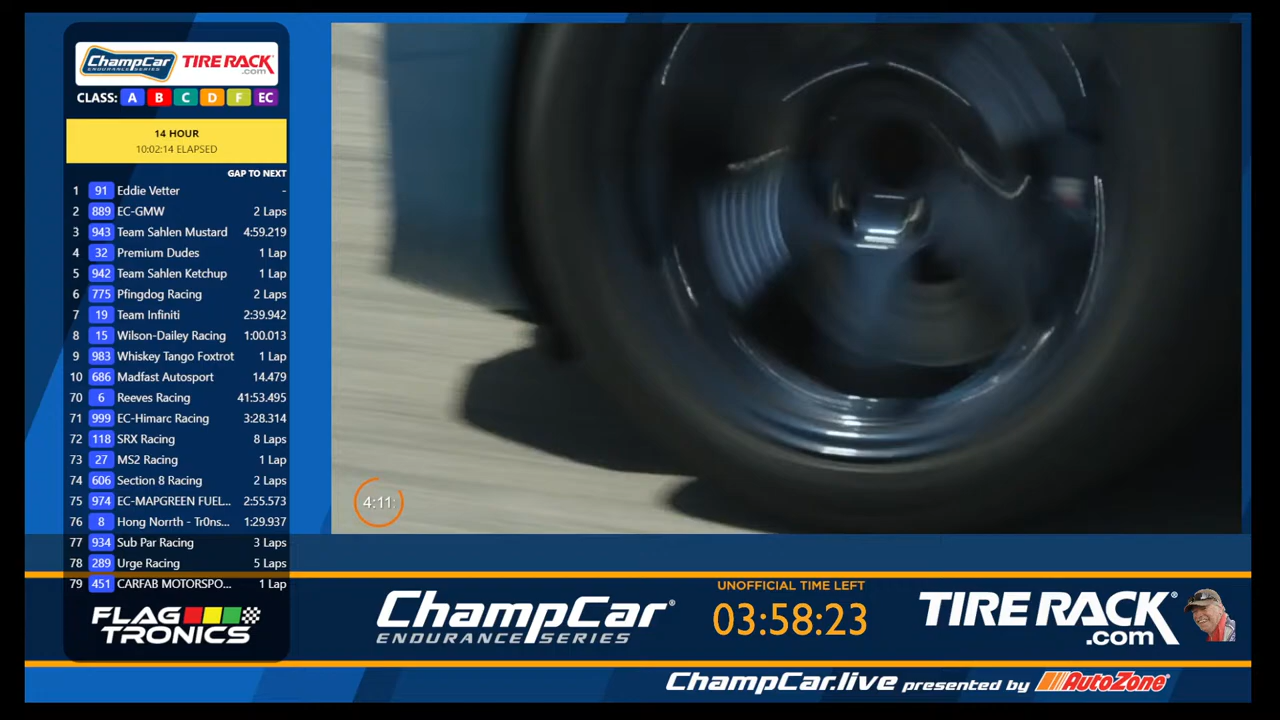 ChampCar
ENDURANCE SERIES
TIRE RACK
.com
CLASS: A B C D F EC
14 HOUR
10:02:14 ELAPSED
GAP TO NEXT
1 91 Eddie Vetter -
2 889 EC-GMW 2 Laps
3 943 Team Sahlen Mustard 4:59.219
4 32 Premium Dudes 1 Lap
5 942 Team Sahlen Ketchup 1 Lap
6 775 Pfingdog Racing 2 Laps
7 19 Team Infiniti 2:39.942
8 15 Wilson-Dailey Racing 1:00.013
9 983 Whiskey Tango Foxtrot 1 Lap
10 686 Madfast Autosport 14.479
70 6 Reeves Racing 41:53.495
71 999 EC-Himarc Racing 3:28.314
72 118 SRX Racing 8 Laps
73 27 MS2 Racing 1 Lap
74 606 Section 8 Racing 2 Laps
75 974 EC-MAPGREEN FUEL... 2:55.573
76 8 Hong Norrth - Tr0ns... 1:29.937
77 934 Sub Par Racing 3 Laps
78 289 Urge Racing 5 Laps
79 451 CARFAB MOTORSPO... 1 Lap
FLAG
TRONICS
4:11:
ChampCar®
ENDURANCE SERIES
UNOFFICIAL TIME LEFT
03:58:23
TIRE RACK®
.com
ChampCar.live presented by AutoZone